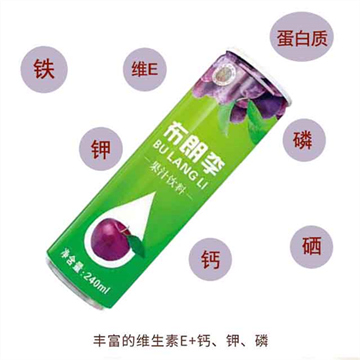 蛋白质
铁
维E
钾
磷
布朗李
BU LANG LI
果汁饮料
净含量:240ml
钙
硒
丰富的维生素E+钙、钾、磷